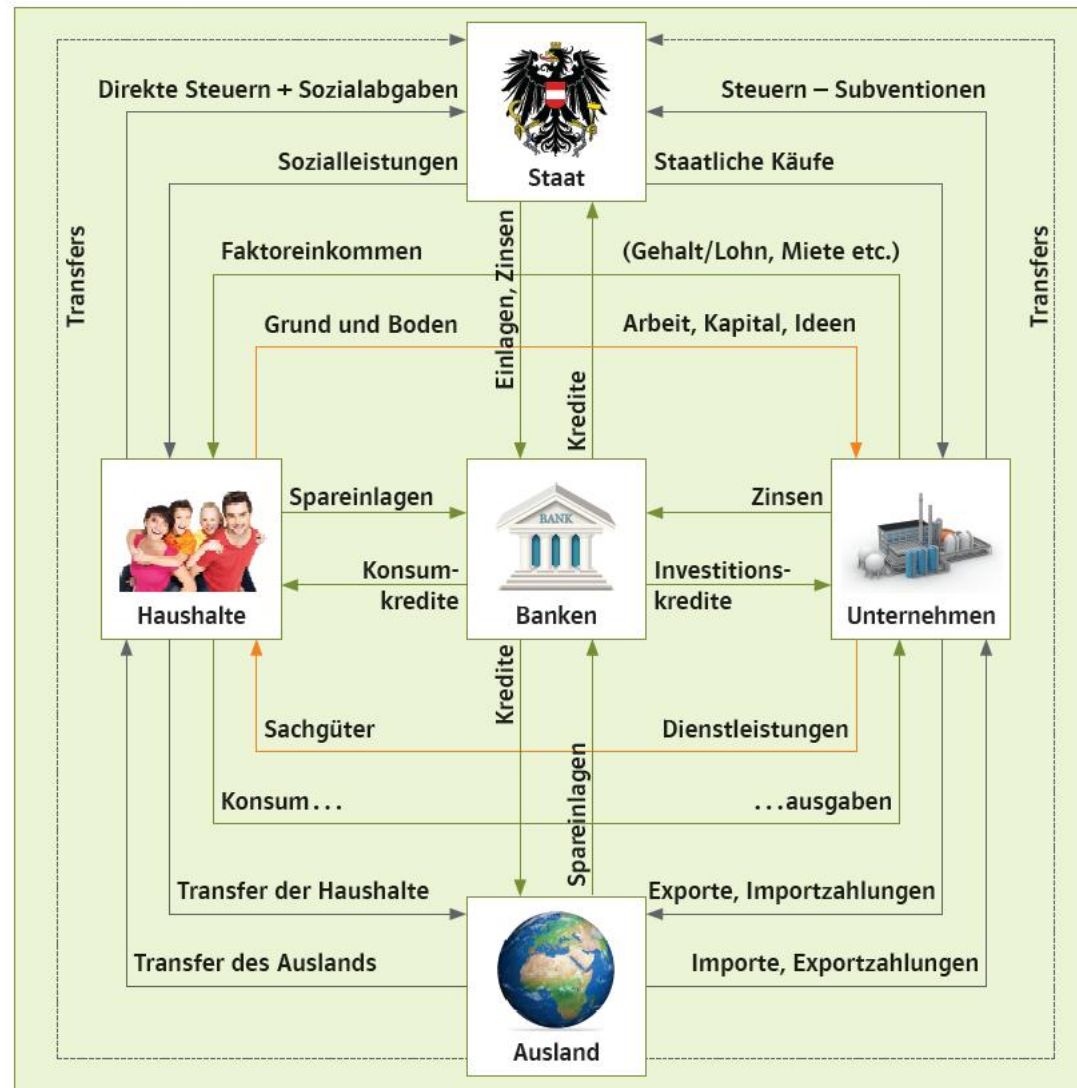 Direkte Steuern + Sozialabgaben
Steuern – Subventionen
Sozialleistungen
Staat
Staatliche Käufe
Transfers
Transfers
Faktoreinkommen
(Gehalt/Lohn, Miete etc.)
Einlagen, Zinsen
Grund und Boden
Arbeit, Kapital, Ideen
Kredite
Spareinlagen
BANK
Zinsen
Konsum-
kredite
Investitions-
kredite
Haushalte
Banken
Unternehmen
Kredite
Sachgüter
Dienstleistungen
Spareinlagen
Konsum...
...ausgaben
Transfer der Haushalte
Exporte, Importzahlungen
Transfer des Auslands
Importe, Exportzahlungen
Ausland